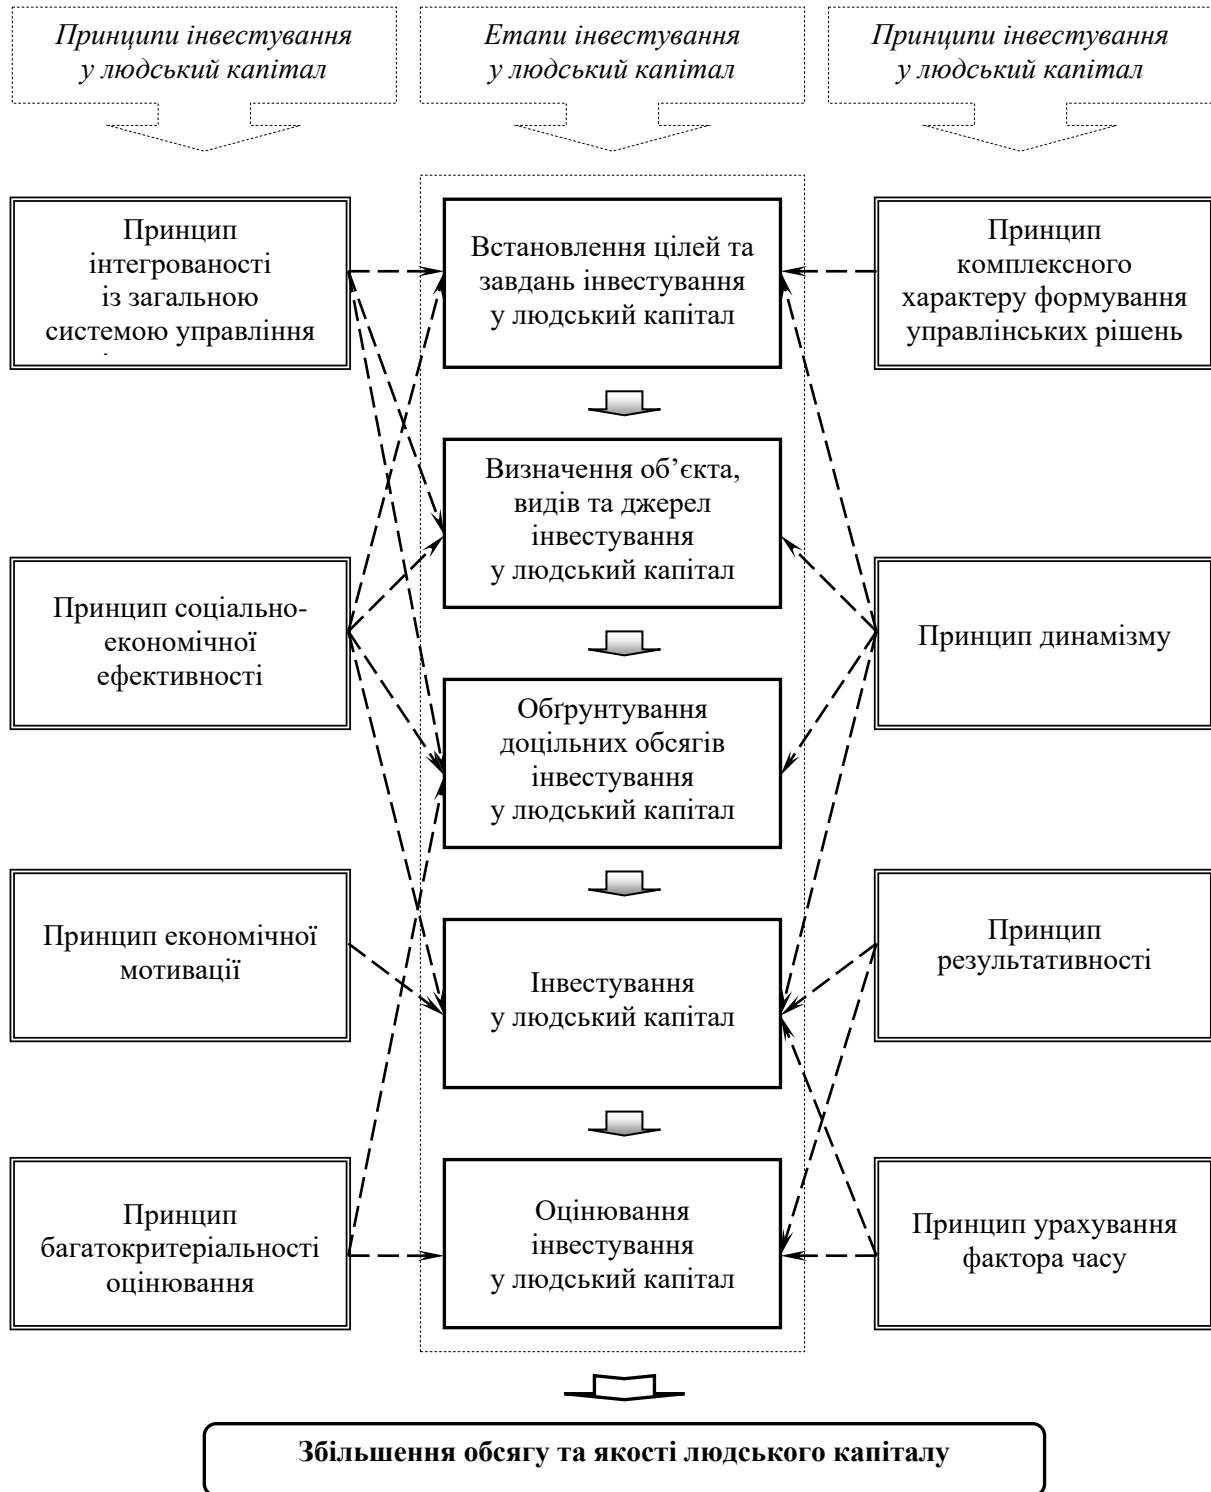 Принципи інвестування
у людський капітал
Етапи інвестування
у людський капітал
Принципи інвестування
у людський капітал
Принцип
інтегрованості
із загальною
системою управління
Встановлення цілей та
завдань інвестування
у людський капітал
Принцип
комплексного
характеру формування
управлінських рішень
Визначення об’єкта,
видів та джерел
інвестування
у людський капітал
Принцип соціально-
економічної
ефективності
Принцип динамізму
Обґрунтування
доцільних обсягів
інвестування
у людський капітал
Принцип економічної
мотивації
Інвестування
у людський капітал
Принцип
результативності
Принцип
багатокритеріальності
оцінювання
Оцінювання
інвестування
у людський капітал
Принцип урахування
фактора часу
Збільшення обсягу та якості людського капіталу